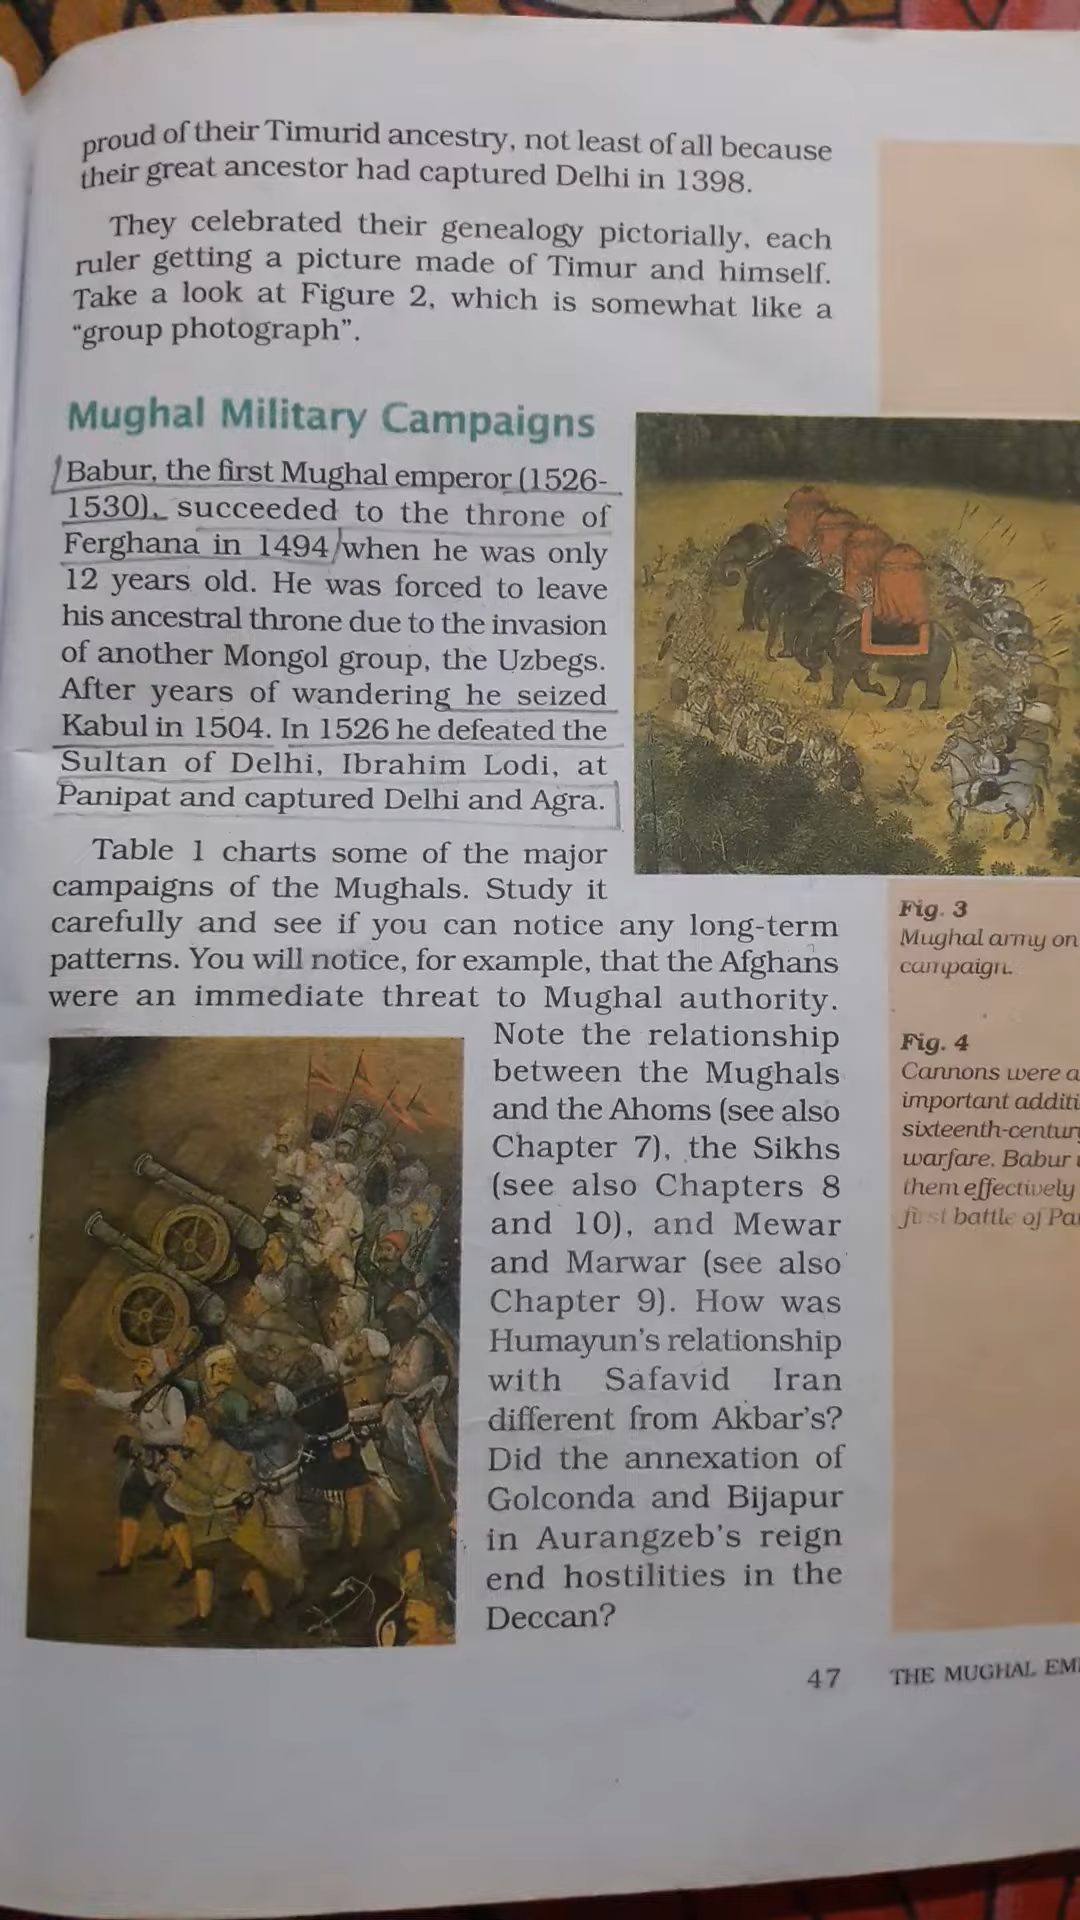 proud of their Timurid ancestry, not least of all because
their great ancestor had captured Delhi in 1398.
They celebrated their genealogy pictorially, each
ruler getting a picture made of Timur and himself.
Take a look at Figure 2, which is somewhat like a
“group photograph”.
Mughal Military Campaigns
Babur, the first Mughal emperor (1526-
1530), succeeded to the throne of
Ferghana in 1494 when he was only
12 years old. He was forced to leave
his ancestral throne due to the invasion
of another Mongol group, the Uzbegs.
After years of wandering he seized
Kabul in 1504. In 1526 he defeated the
Sultan of Delhi, Ibrahim Lodi, at
Panipat and captured Delhi and Agra.
Table 1 charts some of the major
campaigns of the Mughals. Study it
carefully and see if you can notice any long-term
patterns. You will notice, for example, that the Afghans
were an immediate threat to Mughal authority.
Note the relationship
between the Mughals
and the Ahoms (see also
Chapter 7), the Sikhs
(see also Chapters 8
and 10), and Mewar
and Marwar (see also
Chapter 9). How was
Humayun’s relationship
with Safavid Iran
different from Akbar’s?
Did the annexation of
Golconda and Bijapur
in Aurangzeb’s reign
end hostilities in the
Deccan?
Fig. 3
Mughal army on
campaign.
Fig. 4
Cannons were a
important additi
sixteenth-century
warfare. Babur
them effectively
first battle of Pa
47 THE MUGHAL EM